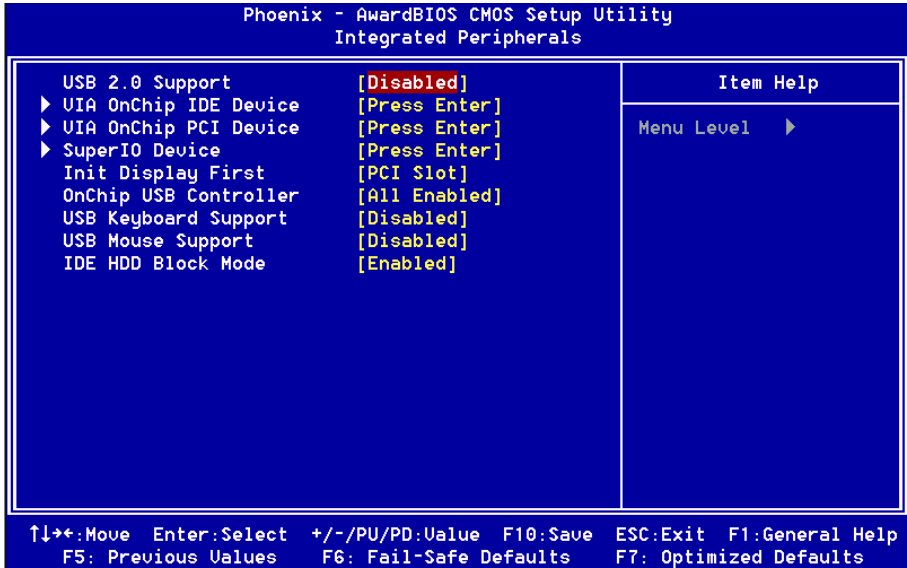 Phoenix - AwardBIOS CMOS Setup Utility
Integrated Peripherals
USB 2.0 Support [Disabled]
VIA OnChip IDE Device [Press Enter]
VIA OnChip PCI Device [Press Enter]
SuperIO Device [Press Enter]
Init Display First [PCI Slot]
OnChip USB Controller [All Enabled]
USB Keyboard Support [Disabled]
USB Mouse Support [Disabled]
IDE HDD Block Mode [Enabled]
Item Help
Menu Level
↑↓→←:Move Enter:Select +/-/PU/PD:Value F10:Save ESC:Exit F1:General Help
F5: Previous Values F6: Fail-Safe Defaults F7: Optimized Defaults